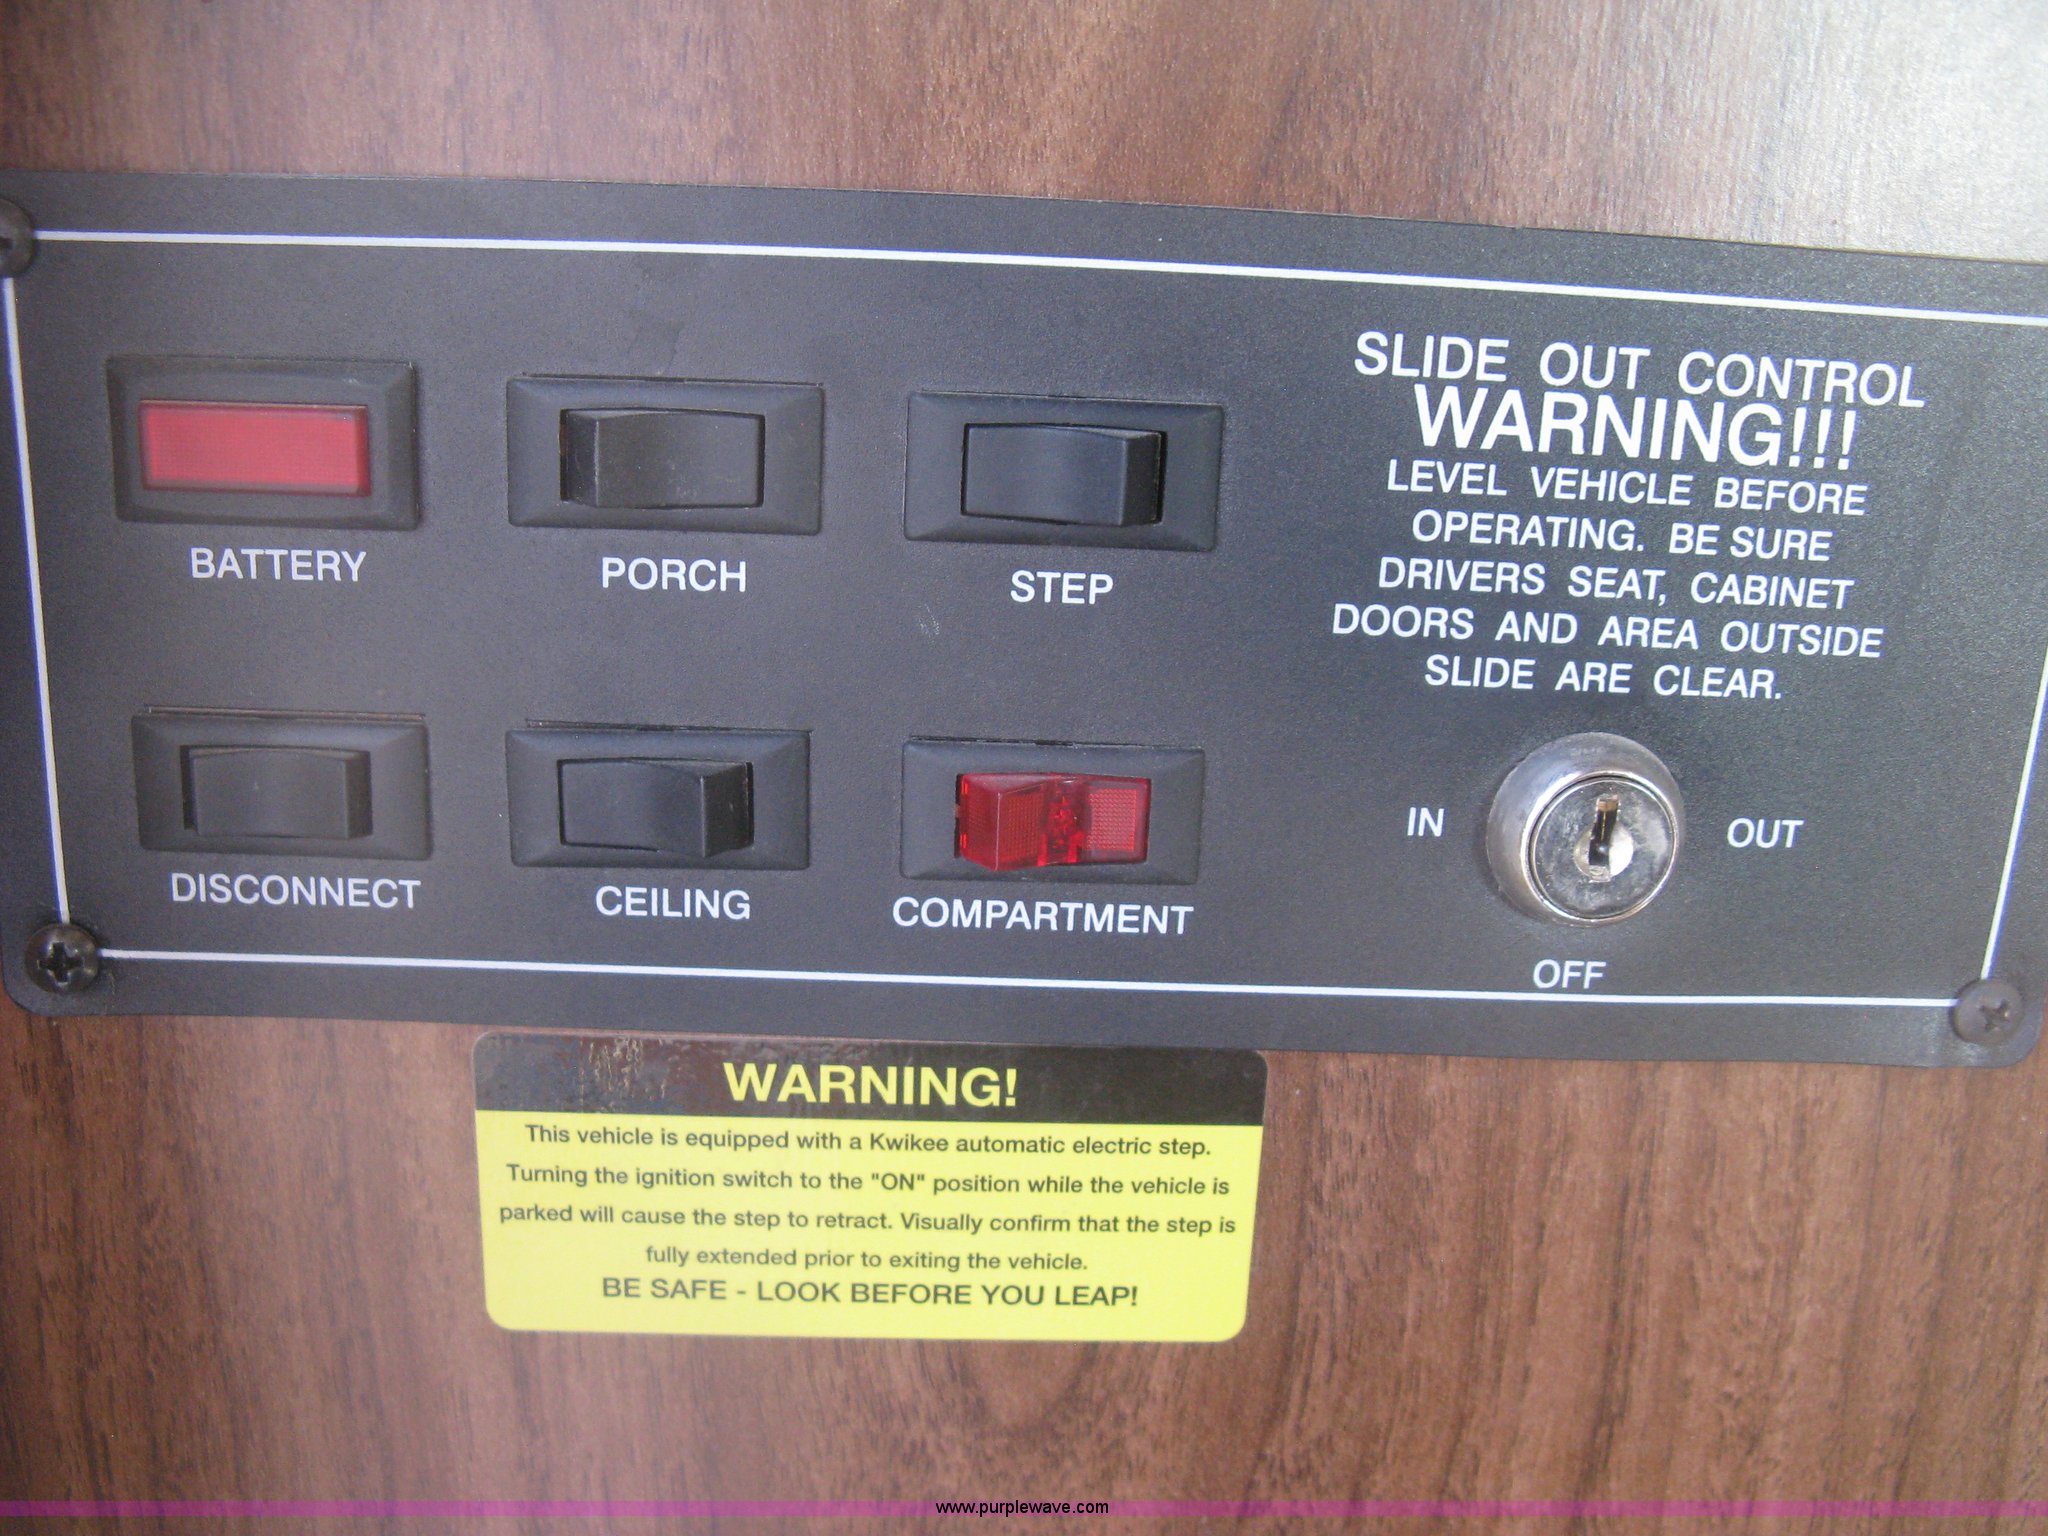 BATTERY
PORCH
STEP
DISCONNECT
CEILING
COMPARTMENT
SLIDE OUT CONTROL
WARNING!!!
LEVEL VEHICLE BEFORE
OPERATING. BE SURE
DRIVERS SEAT, CABINET
DOORS AND AREA OUTSIDE
SLIDE ARE CLEAR.
IN
OUT
OFF
WARNING!
This vehicle is equipped with a Kwikee automatic electric step.
Turning the ignition switch to the "ON" position while the vehicle is
parked will cause the step to retract. Visually confirm that the step is
fully extended prior to exiting the vehicle.
BE SAFE - LOOK BEFORE YOU LEAP!
www.purplewave.com